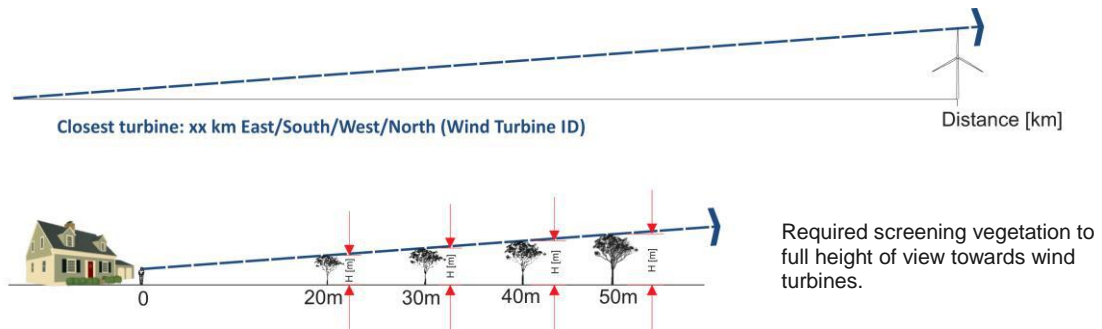 Closest turbine: xx km East/South/West/North (Wind Turbine ID)
Distance [km]
H [m]
H [m]
H [m]
H [m]
0
20m
30m
40m
50m
Required screening vegetation to
full height of view towards wind
turbines.